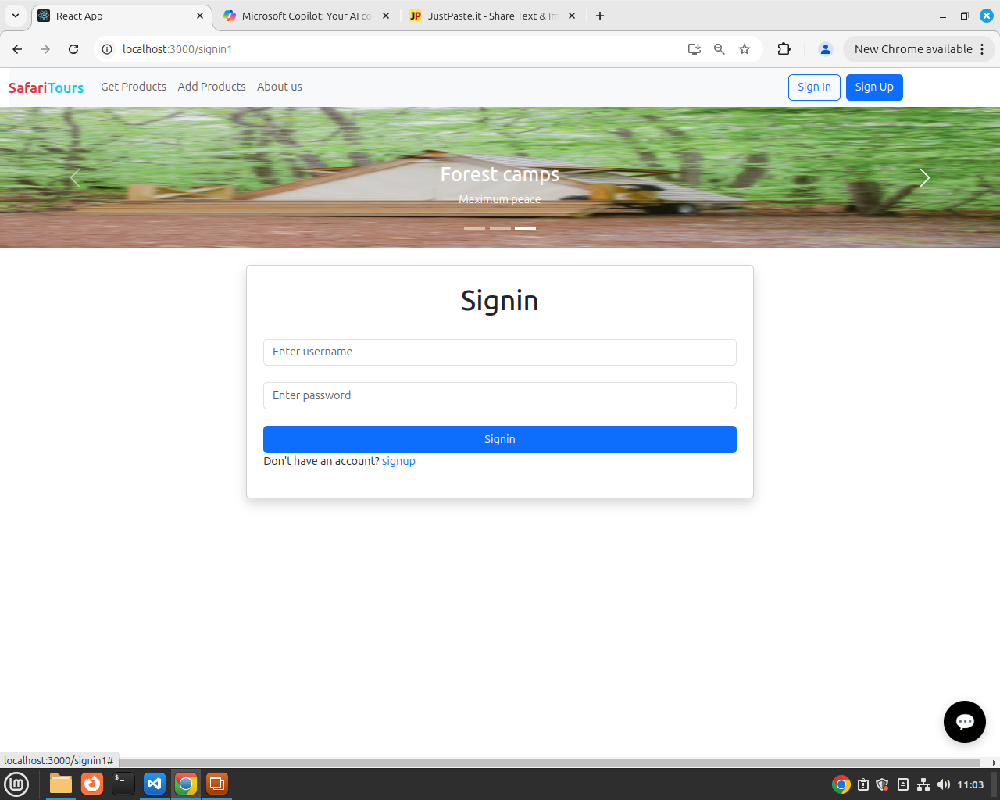 React App
Microsoft Copilot: Your AI co
JustPaste.it - Share Text & Im
localhost:3000/signin1
New Chrome available
SafariTours
Get Products
Add Products
About us
Sign In
Sign Up
Forest camps
Maximum peace
Signin
Enter username
Enter password
Signin
Don't have an account? signup
localhost:3000/signin1#
11:03